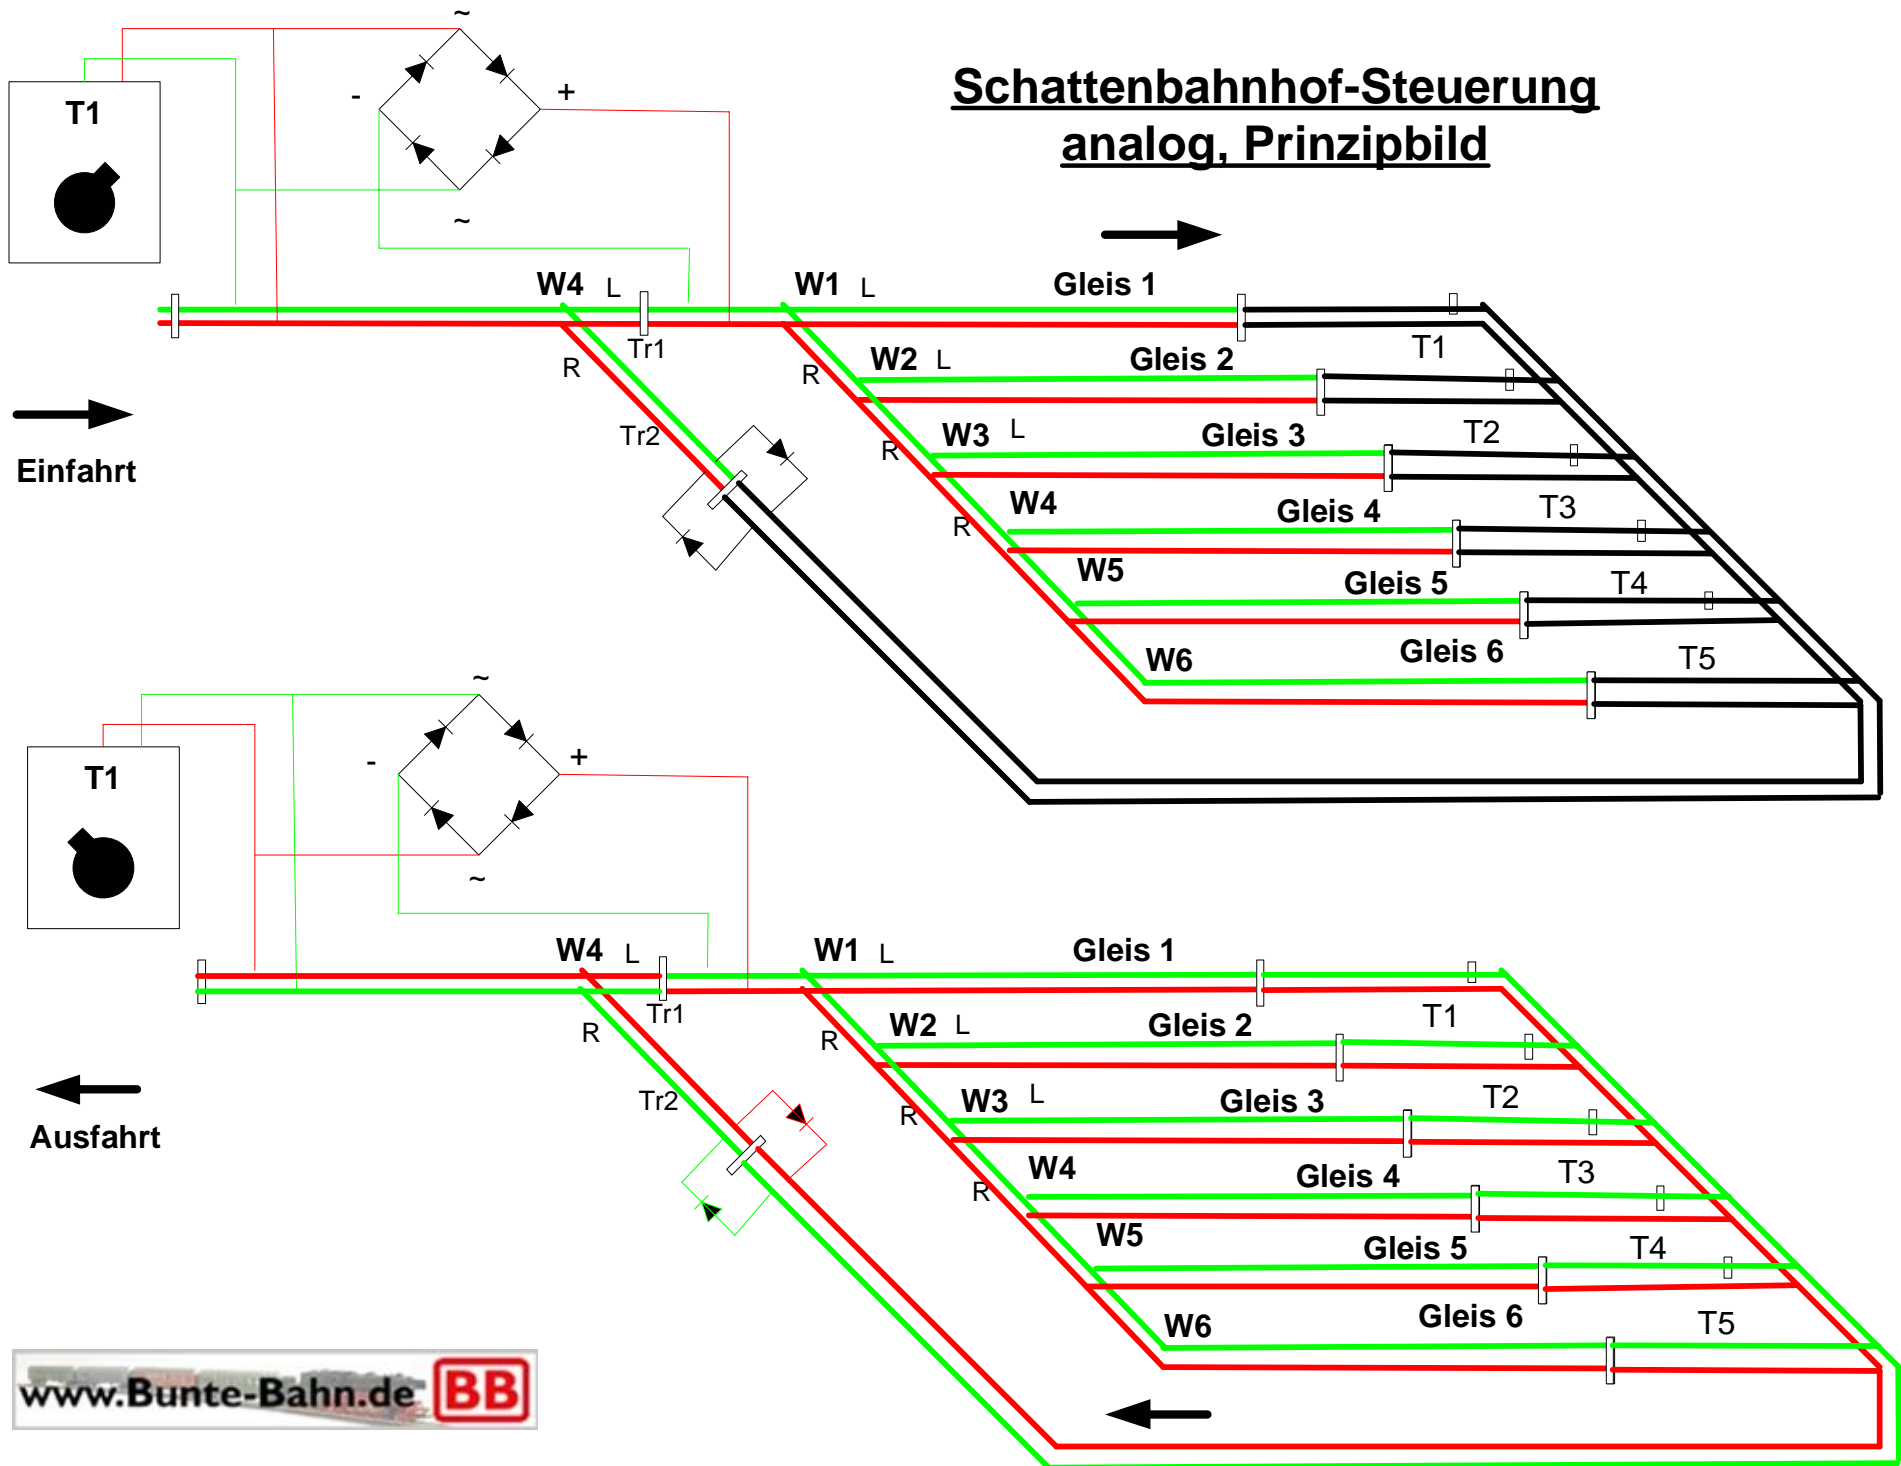 ~
Schattenbahnhof-Steuerung
analog, Prinzipbild
T1
-
+
~
W4 L
W1 L
Gleis 1
Tr1
R
R
W2 L
Gleis 2
T1
Tr2
R
W3 L
Gleis 3
T2
Einfahrt
R
W4
Gleis 4
T3
W5
Gleis 5
T4
W6
Gleis 6
T5
~
T1
-
+
~
W4 L
W1 L
Gleis 1
Tr1
R
R
W2 L
Gleis 2
T1
Tr2
R
W3 L
Gleis 3
T2
Ausfahrt
R
W4
Gleis 4
T3
W5
Gleis 5
T4
W6
Gleis 6
T5
www.Bunte-Bahn.de BB